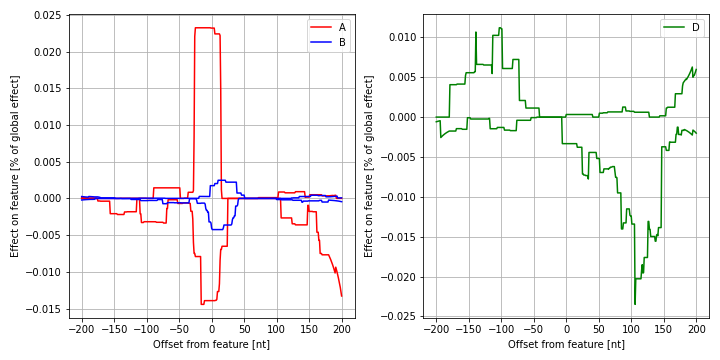 0.025
0.020
0.015
0.010
0.005
0.000
−0.005
−0.010
−0.015
−200 −150 −100 −50 0 50 100 150 200
Offset from feature [nt]
Effect on feature [% of global effect]
A
B
0.010
0.005
0.000
−0.005
−0.010
−0.015
−0.020
−0.025
−200 −150 −100 −50 0 50 100 150 200
Offset from feature [nt]
Effect on feature [% of global effect]
D